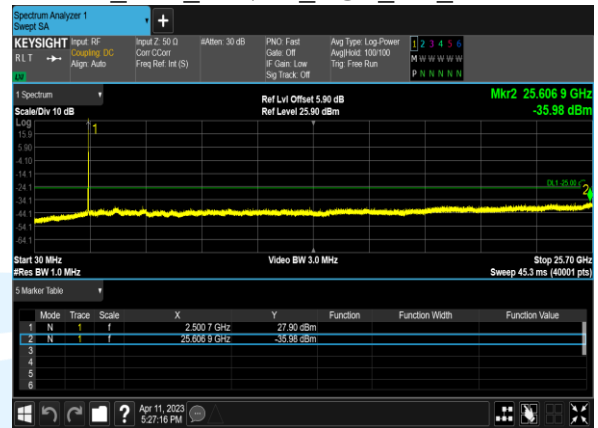 Spectrum Analyzer 1
Swept SA
KEYSIGHT Input: RF Input Z: 50 Ω #Atten: 30 dB PNO: Fast Avg Type: Log-Power 1 2 3 4 5 6
RLT Coupling: DC Corr CCorr Gate: Off Avg|Hold: 100/100 M W W W W W
Align: Auto Freq Ref: Int (S) IF Gain: Low Trig: Free Run
Sig Track: Off P N N N N N
1 Spectrum Ref Lvl Offset 5.90 dB Mkr2 25.606 9 GHz
Scale/Div 10 dB Ref Level 25.90 dBm -35.98 dBm
Log
1
15.9
5.90
-4.10
-14.1
DL1 -25.00
-24.1
2
-34.1
-44.1
-54.1
-64.1
Start 30 MHz Video BW 3.0 MHz Stop 25.70 GHz
#Res BW 1.0 MHz Sweep 45.3 ms (40001 pts)
5 Marker Table
Mode Trace Scale X Y Function Function Width Function Value
1 N 1 f 2.500 7 GHz 27.90 dBm
2 N 1 f 25.606 9 GHz -35.98 dBm
3
4
5
6
? Apr 11, 2023
5:27:16 PM